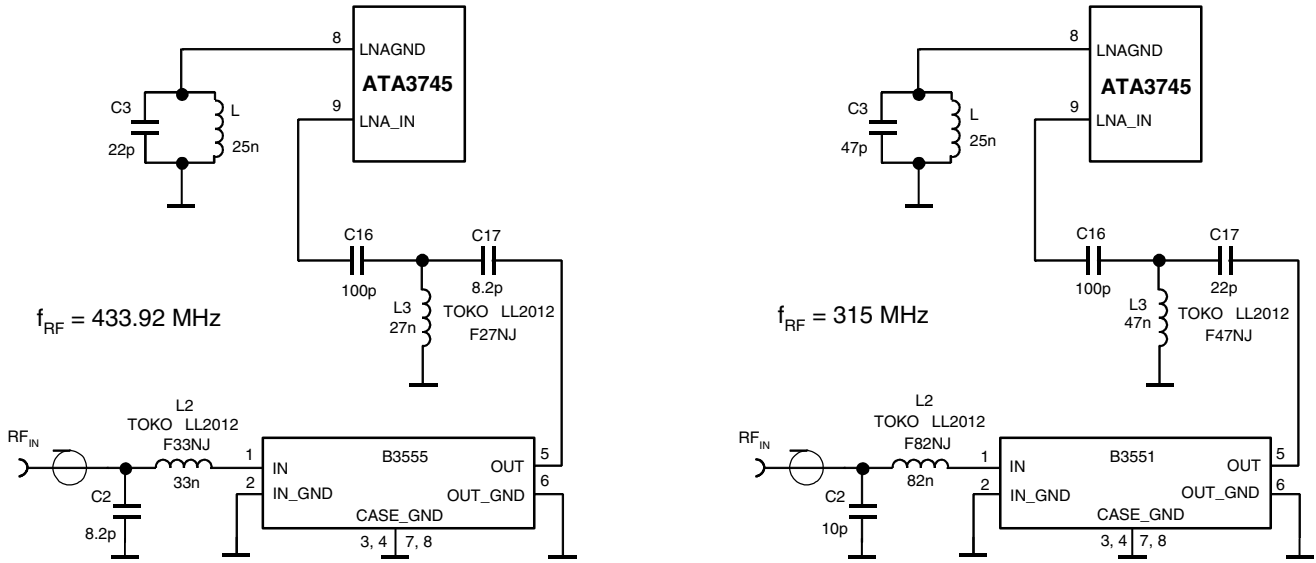 8
LNAGND
ATA3745
C3
L
9
LNA_IN
22p
25n
C16
C17
100p
8.2p
L3
TOKO LL2012
27n
F27NJ
fRF = 433.92 MHz
L2
TOKO LL2012
F33NJ
RFIN
33n
1
IN
B3555
5
OUT
2
IN_GND
6
OUT_GND
C2
8.2p
CASE_GND
3, 4
7, 8
8
LNAGND
ATA3745
C3
L
9
LNA_IN
47p
25n
C16
C17
100p
22p
L3
TOKO LL2012
47n
F47NJ
fRF = 315 MHz
L2
TOKO LL2012
F82NJ
RFIN
82n
1
IN
B3551
5
OUT
2
IN_GND
6
OUT_GND
C2
10p
CASE_GND
3, 4
7, 8